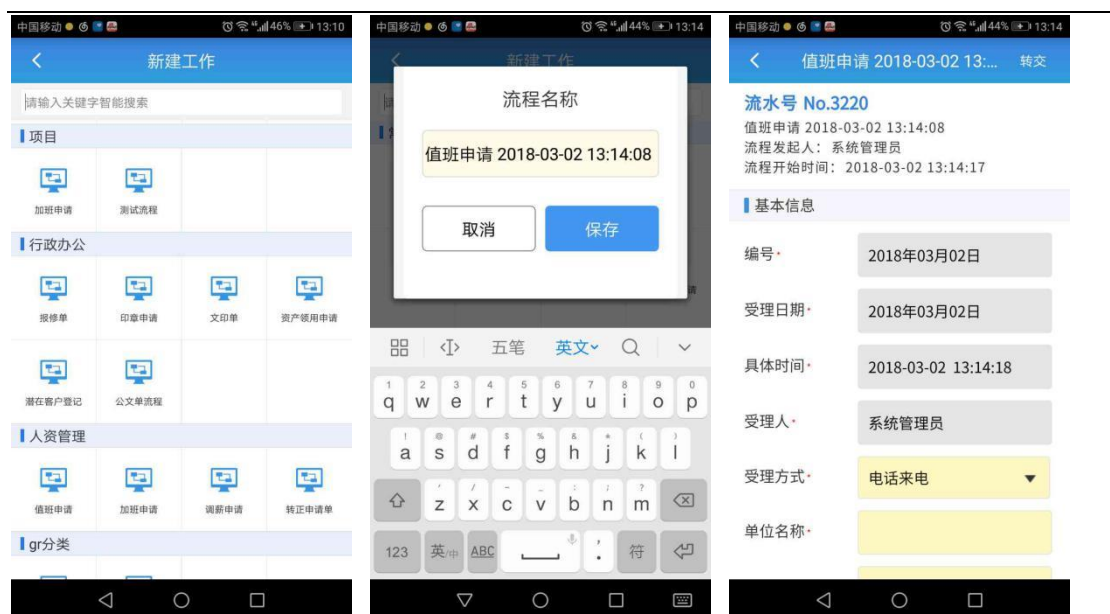 中国移动 46% 13:10
新建工作
请输入关键字智能搜索
项目
加班申请 测试流程
行政办公
报修单 印章申请 文印单 资产领用申请
潜在客户登记 公文单流程
人资管理
值班申请 加班申请 调薪申请 转正申请单
gr分类
中国移动 44% 13:14
新建工作
流程名称
值班申请 2018-03-02 13:14:08
取消 保存
五笔 英文
1 2 3 4 5 6 7 8 9 0
q w e r t y u i o p
a s d f g h j k l
z x c v b n m
123 英/中 ABC 符
中国移动 44% 13:14
值班申请 2018-03-02 13:... 转交
流水号 No.3220
值班申请 2018-03-02 13:14:08
流程发起人: 系统管理员
流程开始时间: 2018-03-02 13:14:17
基本信息
编号· 2018年03月02日
受理日期· 2018年03月02日
具体时间· 2018-03-02 13:14:18
受理人· 系统管理员
受理方式· 电话来电
单位名称·